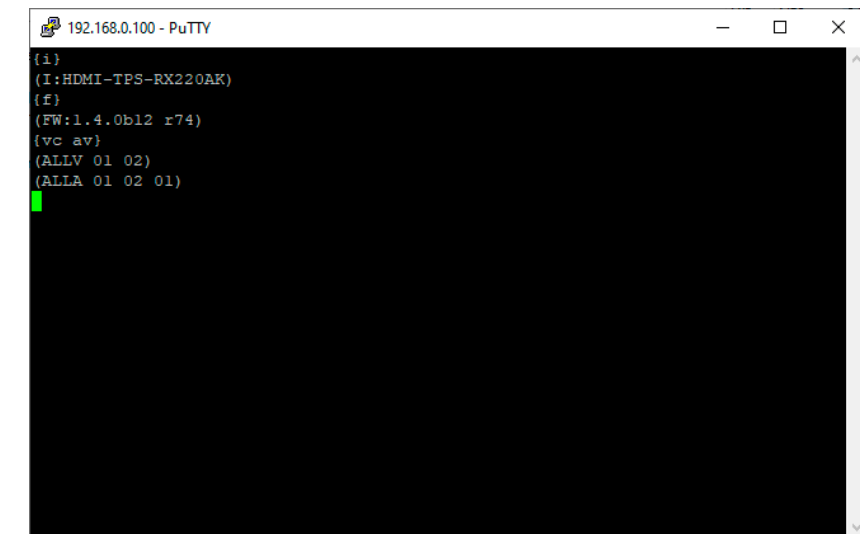 192.168.0.100 - PuTTY
{i}
(I:HDMI-TPS-RX220AK)
{f}
(FW:1.4.0b12 r74)
{vc av}
(ALLV 01 02)
(ALLA 01 02 01)